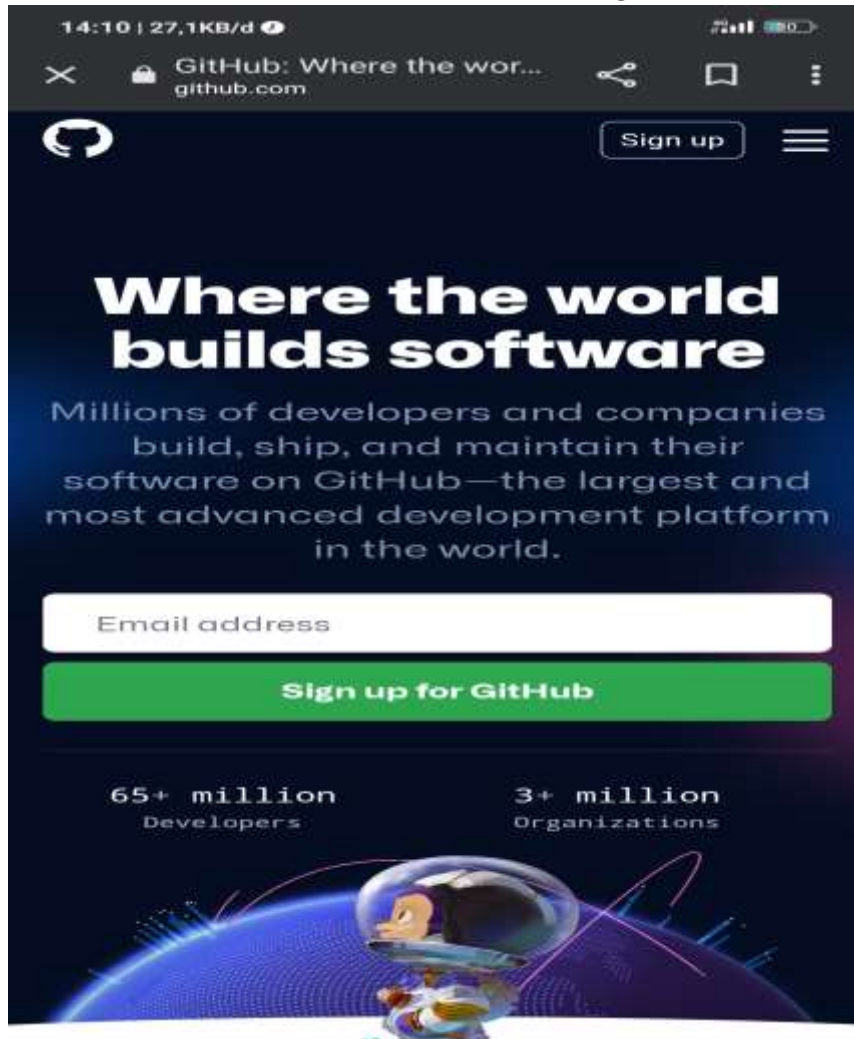 14:10 | 27,1KB/d
GitHub: Where the wor...
github.com
Sign up
Where the world
builds software
Millions of developers and companies
build, ship, and maintain their
software on GitHub—the largest and
most advanced development platform
in the world.
Email address
Sign up for GitHub
65+ million 3+ million
Developers Organizations